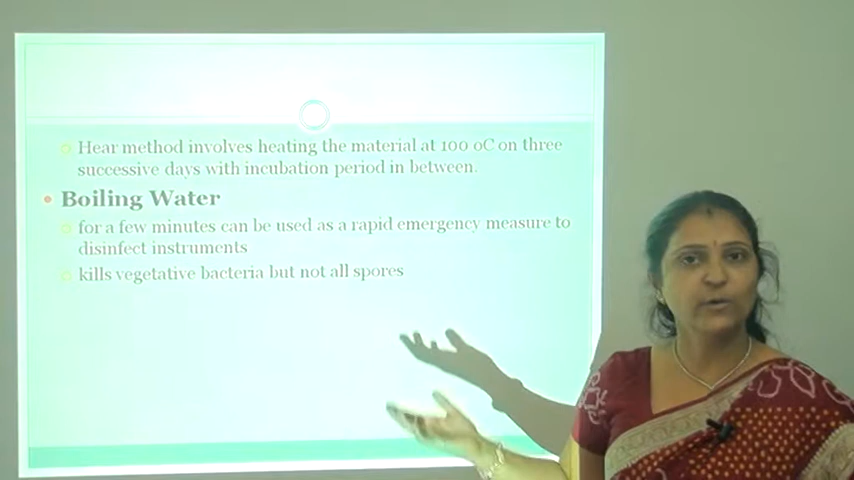 Hear method involves heating the material at 100 0C on three
successive days with incubation period in between.
Boiling Water
for a few minutes can be used as a rapid emergency measure to
disinfect instruments
kills vegetative bacteria but not all spores